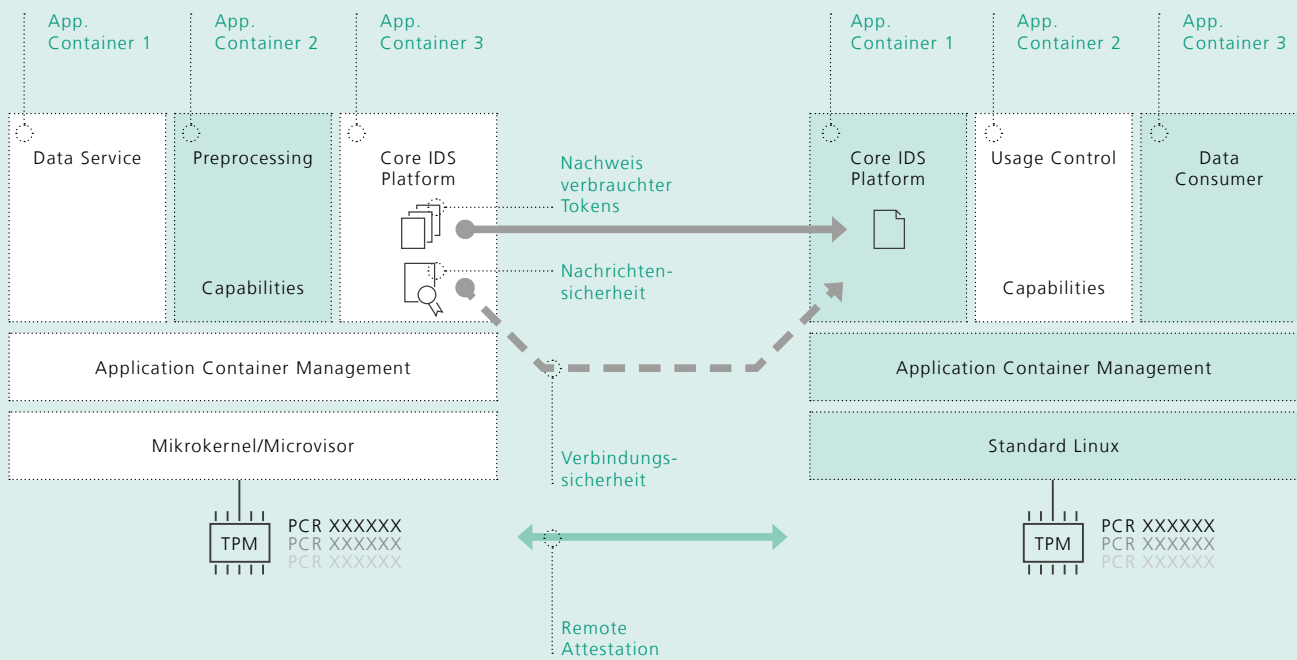 App.
Container 1
App.
Container 2
App.
Container 3
App.
Container 1
App.
Container 2
App.
Container 3
Data Service
Preprocessing
Capabilities
Core IDS
Platform
Nachweis
verbrauchter
Tokens
Nachrichten-
sicherheit
Core IDS
Platform
Usage Control
Capabilities
Data
Consumer
Application Container Management
Application Container Management
Mikrokernel/Microvisor
Standard Linux
Verbindungs-
sicherheit
TPM
PCR XXXXXX
PCR XXXXXX
PCR XXXXXX
TPM
PCR XXXXXX
PCR XXXXXX
PCR XXXXXX
Remote
Attestation